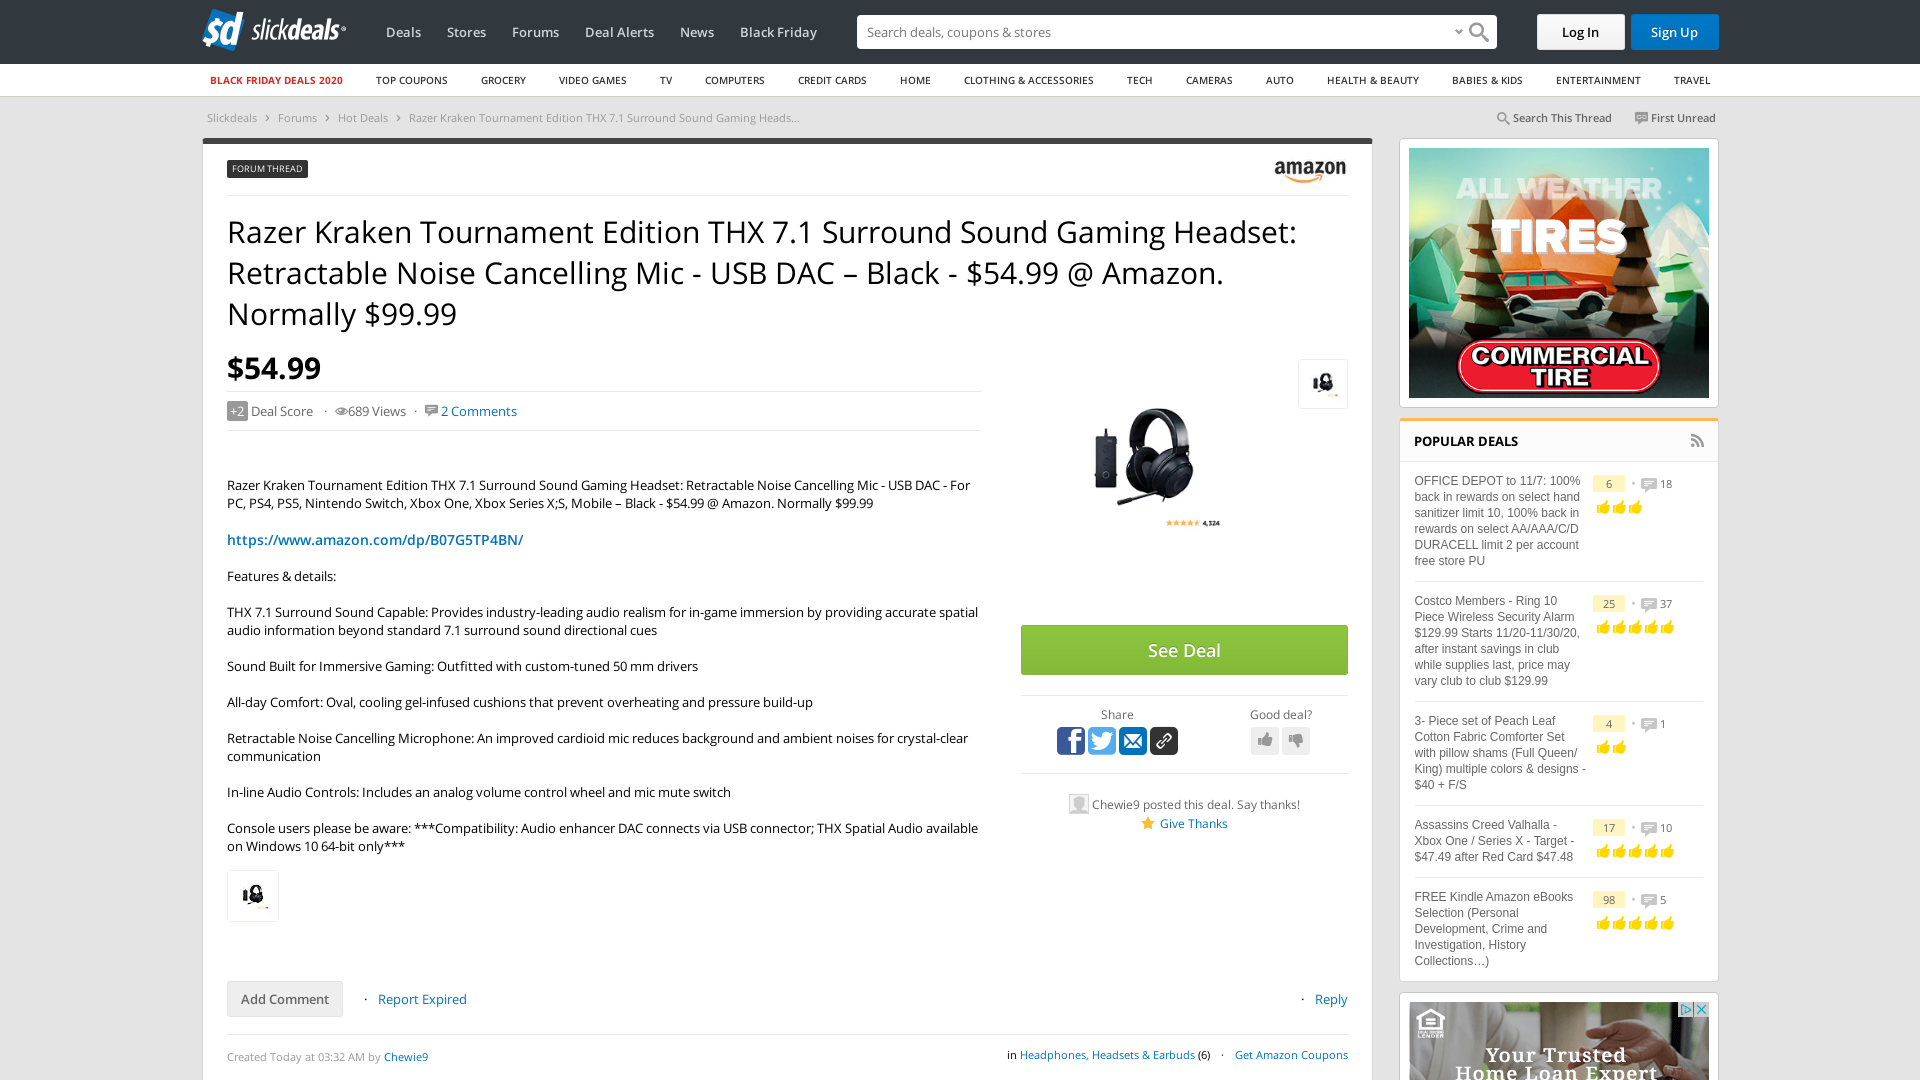 slickdeals
Deals
Stores
Forums
Deal Alerts
News
Black Friday
Search deals, coupons & stores
Log In
Sign Up
BLACK FRIDAY DEALS 2020
TOP COUPONS
GROCERY
VIDEO GAMES
TV
COMPUTERS
CREDIT CARDS
HOME
CLOTHING & ACCESSORIES
TECH
CAMERAS
AUTO
HEALTH & BEAUTY
BABIES & KIDS
ENTERTAINMENT
TRAVEL
Slickdeals > Forums > Hot Deals > Razer Kraken Tournament Edition THX 7.1 Surround Sound Gaming Heads...
Search This Thread
First Unread
FORUM THREAD
amazon
Razer Kraken Tournament Edition THX 7.1 Surround Sound Gaming Headset:
Retractable Noise Cancelling Mic - USB DAC – Black - $54.99 @ Amazon.
Normally $99.99
$54.99
+2 Deal Score · 689 Views · 2 Comments
Razer Kraken Tournament Edition THX 7.1 Surround Sound Gaming Headset: Retractable Noise Cancelling Mic - USB DAC - For
PC, PS4, PS5, Nintendo Switch, Xbox One, Xbox Series X;S, Mobile – Black - $54.99 @ Amazon. Normally $99.99
https://www.amazon.com/dp/B07G5TP4BN/
Features & details:
THX 7.1 Surround Sound Capable: Provides industry-leading audio realism for in-game immersion by providing accurate spatial
audio information beyond standard 7.1 surround sound directional cues
Sound Built for Immersive Gaming: Outfitted with custom-tuned 50 mm drivers
All-day Comfort: Oval, cooling gel-infused cushions that prevent overheating and pressure build-up
Retractable Noise Cancelling Microphone: An improved cardioid mic reduces background and ambient noises for crystal-clear
communication
In-line Audio Controls: Includes an analog volume control wheel and mic mute switch
Console users please be aware: ***Compatibility: Audio enhancer DAC connects via USB connector; THX Spatial Audio available
on Windows 10 64-bit only***
4,324
See Deal
Share
Good deal?
Chewie9 posted this deal. Say thanks!
Give Thanks
Add Comment
· Report Expired
· Reply
Created Today at 03:32 AM by Chewie9
in Headphones, Headsets & Earbuds (6) · Get Amazon Coupons
ALL WEATHER
TIRES
COMMERCIAL
TIRE
POPULAR DEALS
OFFICE DEPOT to 11/7: 100%
back in rewards on select hand
sanitizer limit 10, 100% back in
rewards on select AA/AAA/C/D
DURACELL limit 2 per account
free store PU
6 • 18
Costco Members - Ring 10
Piece Wireless Security Alarm
$129.99 Starts 11/20-11/30/20,
after instant savings in club
while supplies last, price may
vary club to club $129.99
25 • 37
3- Piece set of Peach Leaf
Cotton Fabric Comforter Set
with pillow shams (Full Queen/
King) multiple colors & designs -
$40 + F/S
4 • 1
Assassins Creed Valhalla -
Xbox One / Series X - Target -
$47.49 after Red Card $47.48
17 • 10
FREE Kindle Amazon eBooks
Selection (Personal
Development, Crime and
Investigation, History
Collections…)
98 • 5
Your Trusted
Home Loan Expert